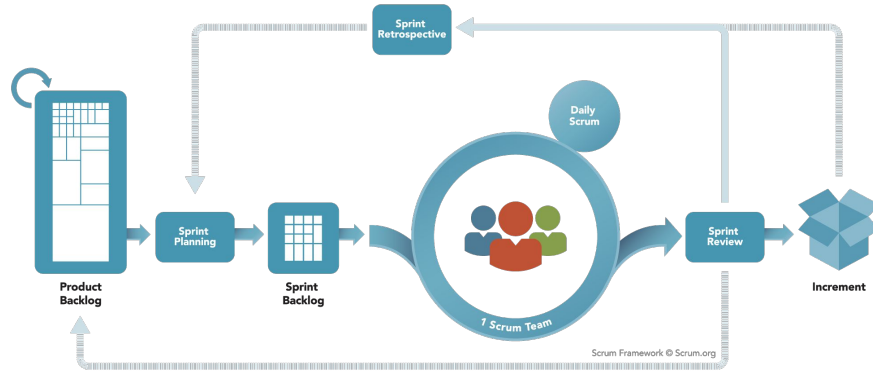 Sprint
Retrospective
Daily
Scrum
Sprint
Planning
Sprint
Review
Product
Backlog
Sprint
Backlog
1 Scrum Team
Increment
Scrum Framework © Scrum.org